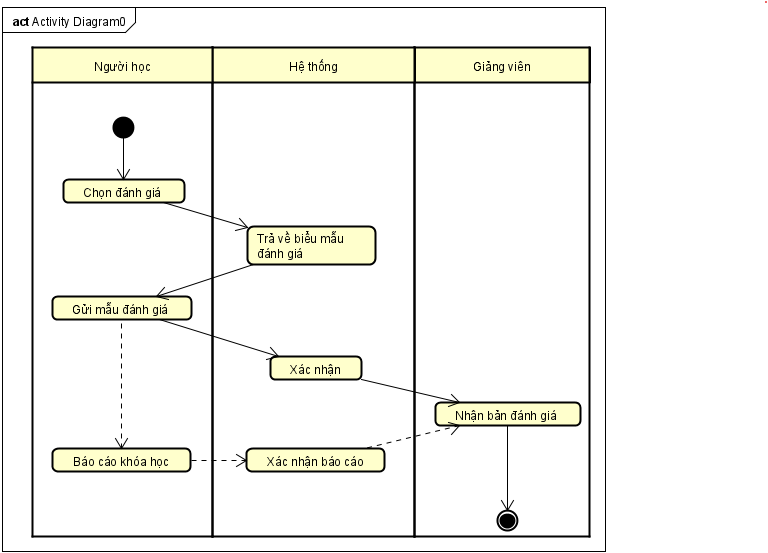 act Activity Diagram0
Người học
Hệ thống
Giảng viên
Chọn đánh giá
Trả về biểu mẫu
đánh giá
Gửi mẫu đánh giá
Xác nhận
Nhận bản đánh giá
Báo cáo khóa học
Xác nhận báo cáo